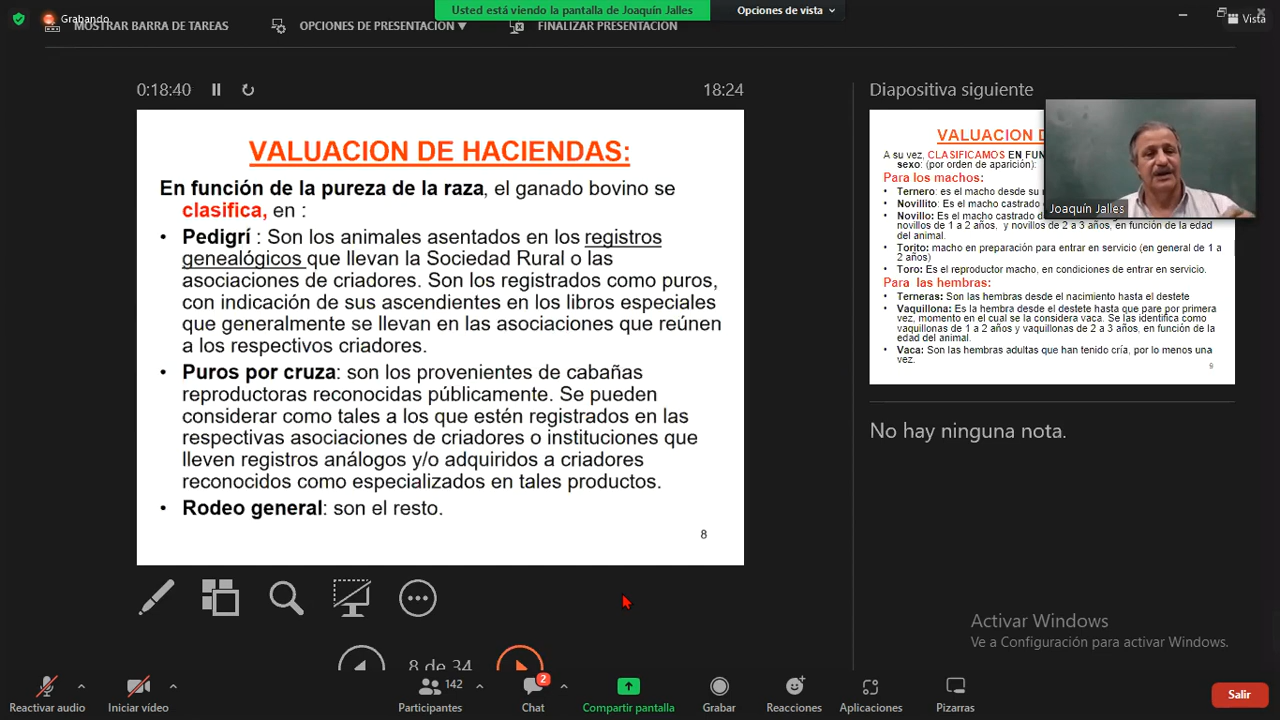 Grabando
Usted está viendo la pantalla de Joaquín Jalles
Opciones de vista
Vista
MOSTRAR BARRA DE TAREAS
OPCIONES DE PRESENTACIÓN
FINALIZAR PRESENTACIÓN
0:18:40
18:24
VALUACION DE HACIENDAS:
En función de la pureza de la raza, el ganado bovino se
clasifica, en :
• Pedigrí : Son los animales asentados en los registros
genealógicos que llevan la Sociedad Rural o las
asociaciones de criadores. Son los registrados como puros,
con indicación de sus ascendientes en los libros especiales
que generalmente se llevan en las asociaciones que reúnen
a los respectivos criadores.
• Puros por cruza: son los provenientes de cabañas
reproductoras reconocidas públicamente. Se pueden
considerar como tales a los que estén registrados en las
respectivas asociaciones de criadores o instituciones que
lleven registros análogos y/o adquiridos a criadores
reconocidos como especializados en tales productos.
• Rodeo general: son el resto.
8
8 de 34
Diapositiva siguiente
VALUACION D
A su vez, CLASIFICAMOS EN FUN
sexo: (por orden de aparición):
Para los machos:
• Ternero: es el macho desde su n
• Novillito: Es el macho castrado d
• Novillo: Es el macho castrado d
novillos de 1 a 2 años, y novillos de 2 a 3 años, en función de la
edad del animal.
• Torito: macho en preparación para entrar en servicio (en general de 1 a
2 años)
• Toro: Es el reproductor macho, en condiciones de entrar en servicio.
Para las hembras:
• Terneras: Son las hembras desde el nacimiento hasta el destete
• Vaquillona: Es la hembra desde el destete hasta que pare por primera
vez, momento en el cual se la considera vaca. Se las identifica como
vaquillonas de 1 a 2 años y vaquillonas de 2 a 3 años, en función de la
edad del animal.
• Vaca: Son las hembras adultas que han tenido cría, por lo menos una
vez.
9
Joaquín Jalles
No hay ninguna nota.
Activar Windows
Ve a Configuración para activar Windows.
Reactivar audio
Iniciar vídeo
142
Participantes
2
Chat
Compartir pantalla
Grabar
Reacciones
Aplicaciones
Pizarras
Salir